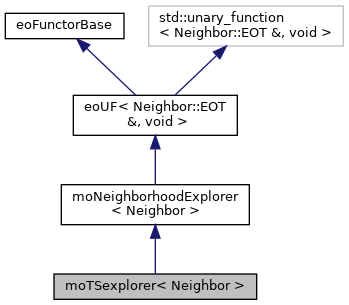 eoFunctorBase
std::unary_function
< Neighbor::EOT &, void >
eoUF< Neighbor::EOT
&, void >
moNeighborhoodExplorer
< Neighbor >
moTSexplorer< Neighbor >